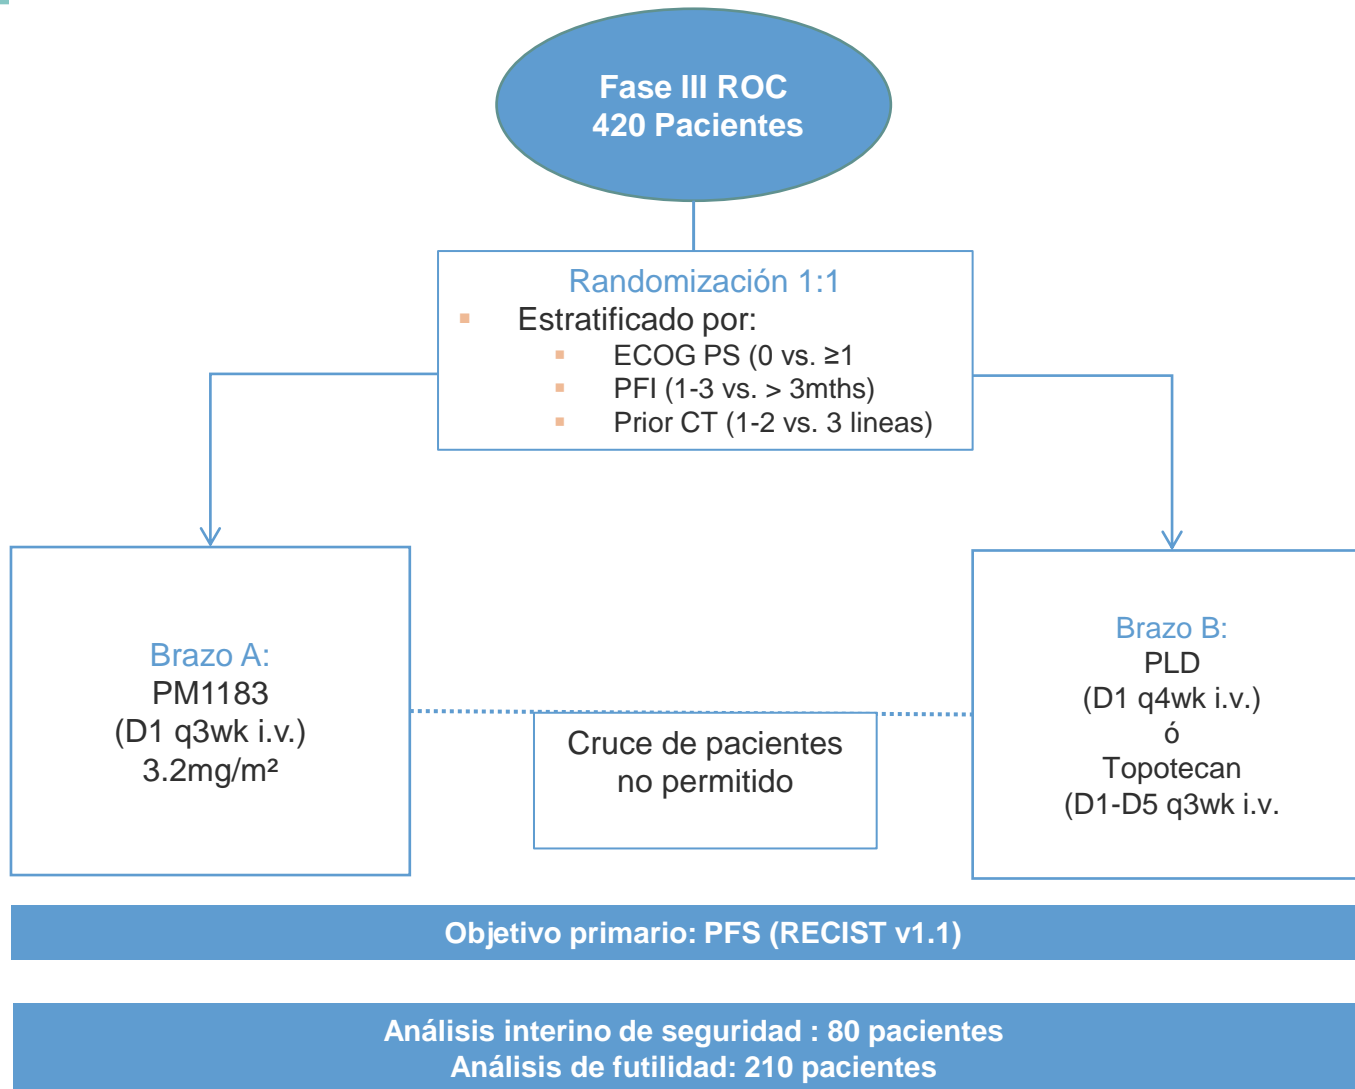 Fase III ROC
420 Pacientes
Randomización 1:1
Estratificado por:
ECOG PS (0 vs. ≥1
PFI (1-3 vs. > 3mths)
Prior CT (1-2 vs. 3 lineas)
Brazo A:
PM1183
(D1 q3wk i.v.)
3.2mg/m²
Cruce de pacientes
no permitido
Brazo B:
PLD
(D1 q4wk i.v.)
ó
Topotecan
(D1-D5 q3wk i.v.
Objetivo primario: PFS (RECIST v1.1)
Análisis interino de seguridad : 80 pacientes
Análisis de futilidad: 210 pacientes